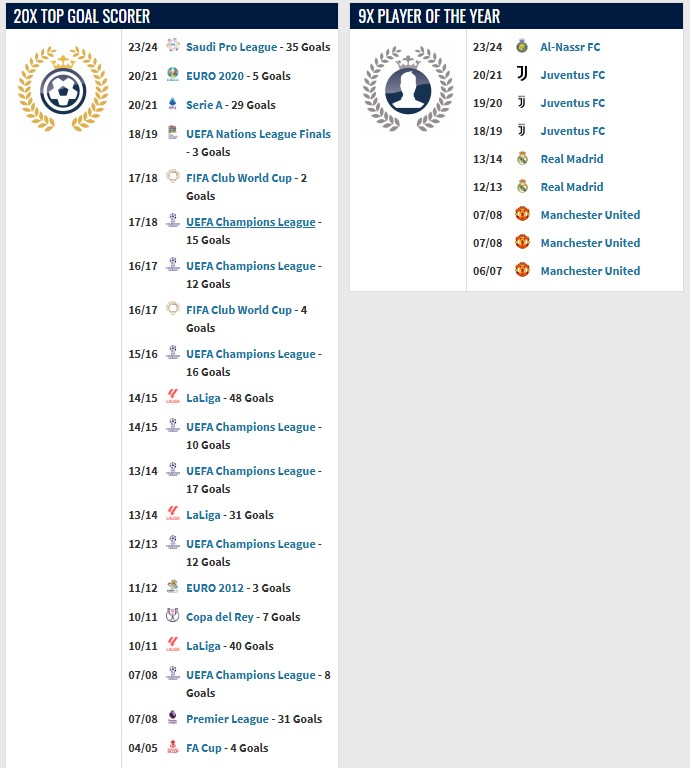 20X TOP GOAL SCORER
23/24 Saudi Pro League - 35 Goals
20/21 EURO 2020 - 5 Goals
20/21 Serie A - 29 Goals
18/19 UEFA Nations League Finals
- 3 Goals
17/18 FIFA Club World Cup - 2
Goals
17/18 UEFA Champions League -
15 Goals
16/17 UEFA Champions League -
12 Goals
16/17 FIFA Club World Cup - 4
Goals
15/16 UEFA Champions League -
16 Goals
14/15 LaLiga - 48 Goals
14/15 UEFA Champions League -
10 Goals
13/14 UEFA Champions League -
17 Goals
13/14 LaLiga - 31 Goals
12/13 UEFA Champions League -
12 Goals
11/12 EURO 2012 - 3 Goals
10/11 Copa del Rey - 7 Goals
10/11 LaLiga - 40 Goals
07/08 UEFA Champions League - 8
Goals
07/08 Premier League - 31 Goals
04/05 FA Cup - 4 Goals
9X PLAYER OF THE YEAR
23/24 Al-Nassr FC
20/21 Juventus FC
19/20 Juventus FC
18/19 Juventus FC
13/14 Real Madrid
12/13 Real Madrid
07/08 Manchester United
07/08 Manchester United
06/07 Manchester United